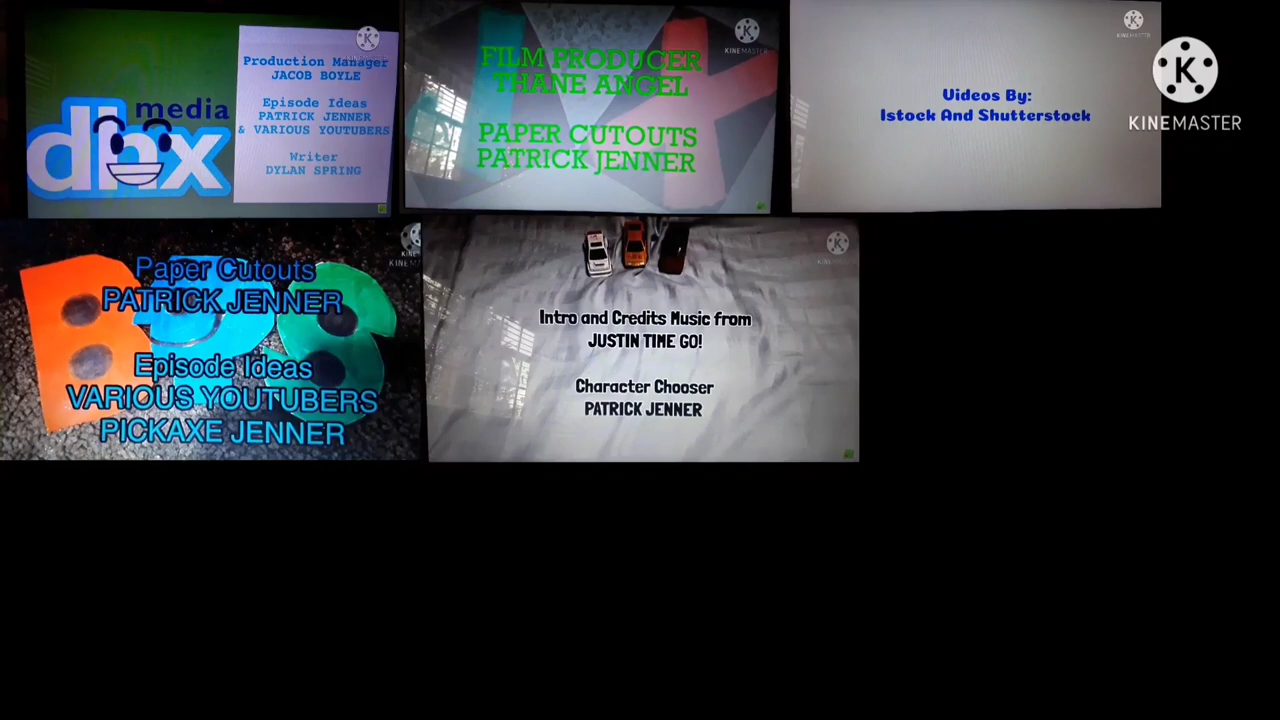 Production Manager
JACOB BOYLE
Episode Ideas
PATRICK JENNER
& VARIOUS YOUTUBERS
Writer
DYLAN SPRING
dhx
media
KINEMASTER
FILM PRODUCER
THANE ANGEL
PAPER CUTOUTS
PATRICK JENNER
KINEMASTER
Videos By:
Istock And Shutterstock
K
KINEMASTER
Paper Cutouts
PATRICK JENNER
Episode Ideas
VARIOUS YOUTUBERS
PICKAXE JENNER
Intro and Credits Music from
JUSTIN TIME GO!
Character Chooser
PATRICK JENNER